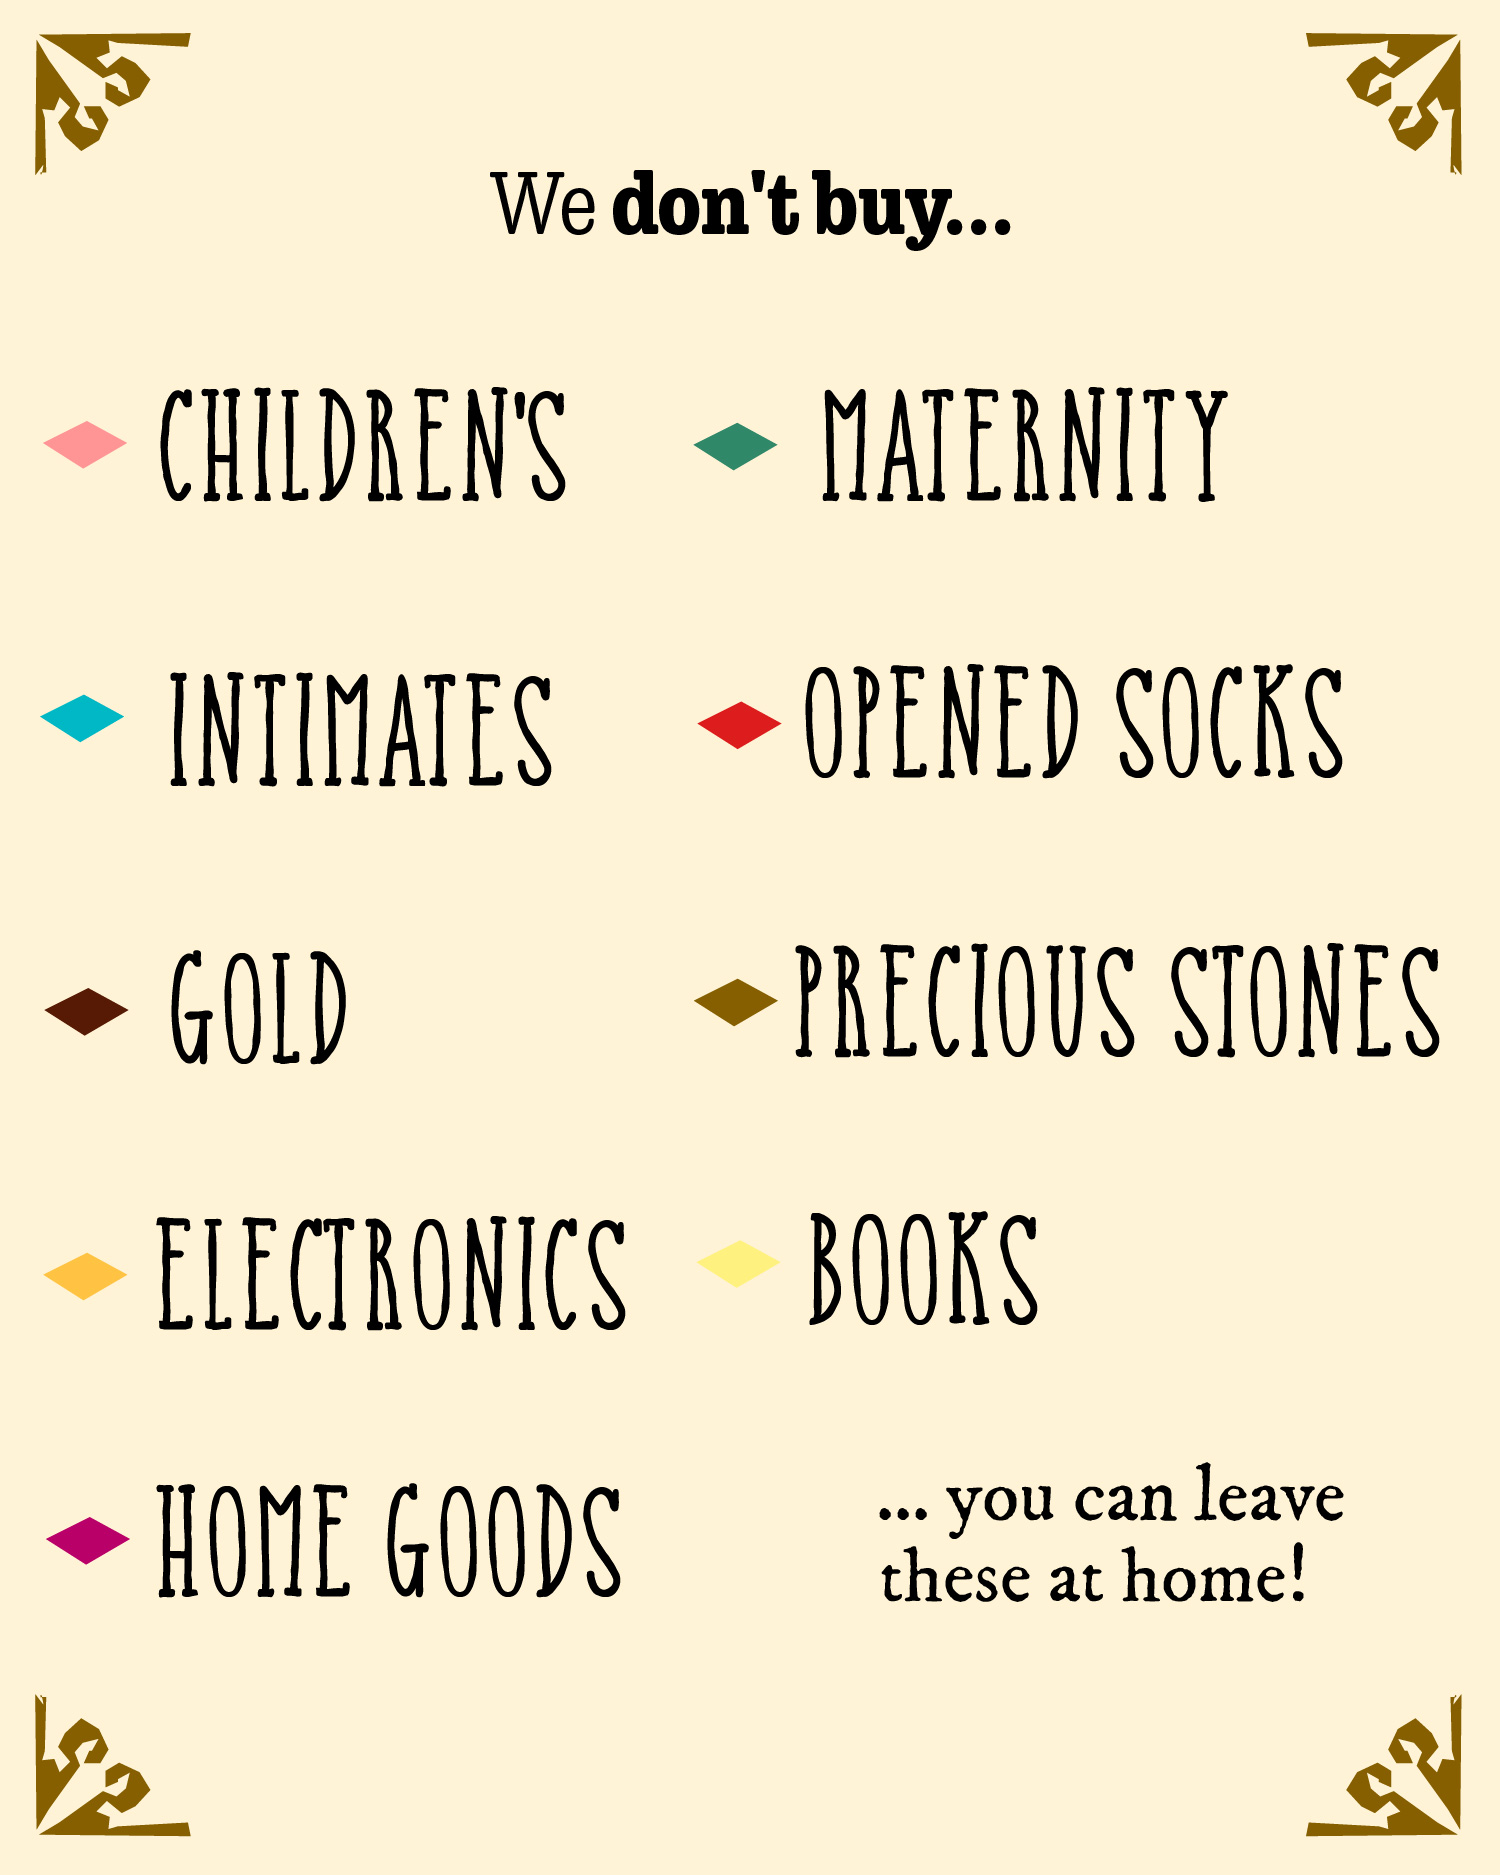 We don't buy...
CHILDREN'S
MATERNITY
INTIMATES
OPENED SOCKS
GOLD
PRECIOUS STONES
ELECTRONICS
BOOKS
HOME GOODS
... you can leave
these at home!